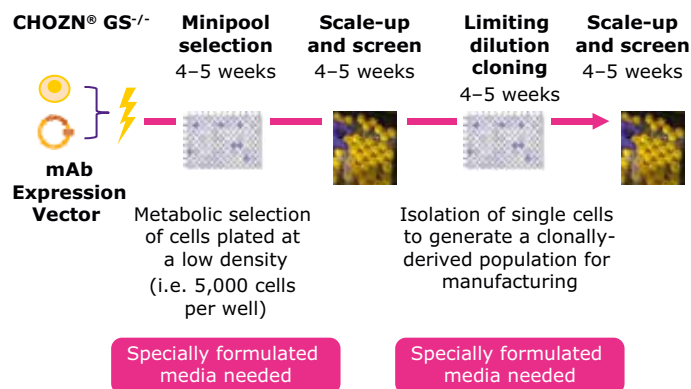 CHOZN® GS-/-
mAb
Expression
Vector
Minipool
selection
4–5 weeks
Scale-up
and screen
4–5 weeks
Limiting
dilution
cloning
4–5 weeks
Scale-up
and screen
4–5 weeks
Metabolic selection
of cells plated at
a low density
(i.e. 5,000 cells
per well)
Isolation of single cells
to generate a clonally-
derived population for
manufacturing
Specially formulated
media needed
Specially formulated
media needed